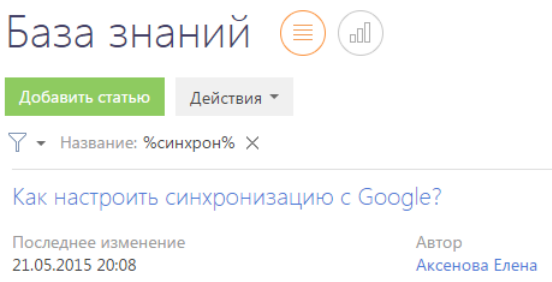 База знаний
Добавить статью Действия
Название: %синхрон%
Как настроить синхронизацию с Google?
Последнее изменение Автор
21.05.2015 20:08 Аксенова Елена